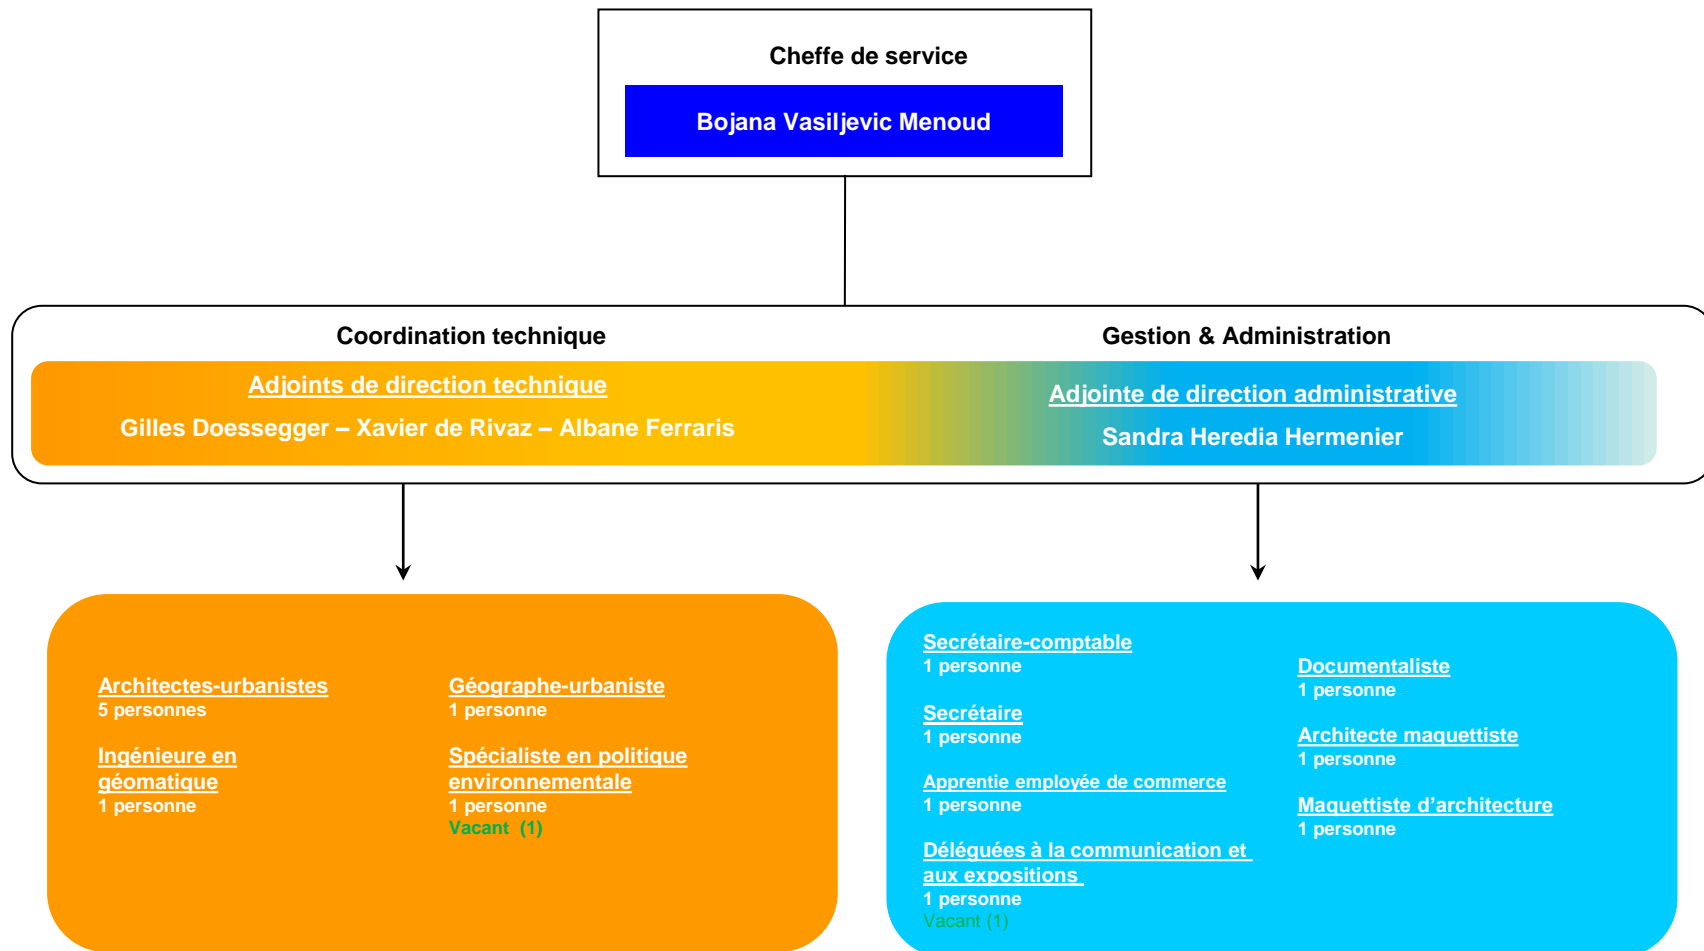 Cheffe de service
Bojana Vasiljevic Menoud
Coordination technique
Adjoints de direction technique
Gilles Doessegger – Xavier de Rivaz – Albane Ferraris
Gestion & Administration
Adjointe de direction administrative
Sandra Heredia Hermenier
Architectes-urbanistes
5 personnes
Ingénieure en
géomatique
1 personne
Géographe-urbaniste
1 personne
Spécialiste en politique
environnementale
1 personne
Vacant (1)
Secrétaire-comptable
1 personne
Secrétaire
1 personne
Apprentie employée de commerce
1 personne
Déléguées à la communication et
aux expositions
1 personne
Vacant (1)
Documentaliste
1 personne
Architecte maquettiste
1 personne
Maquettiste d’architecture
1 personne